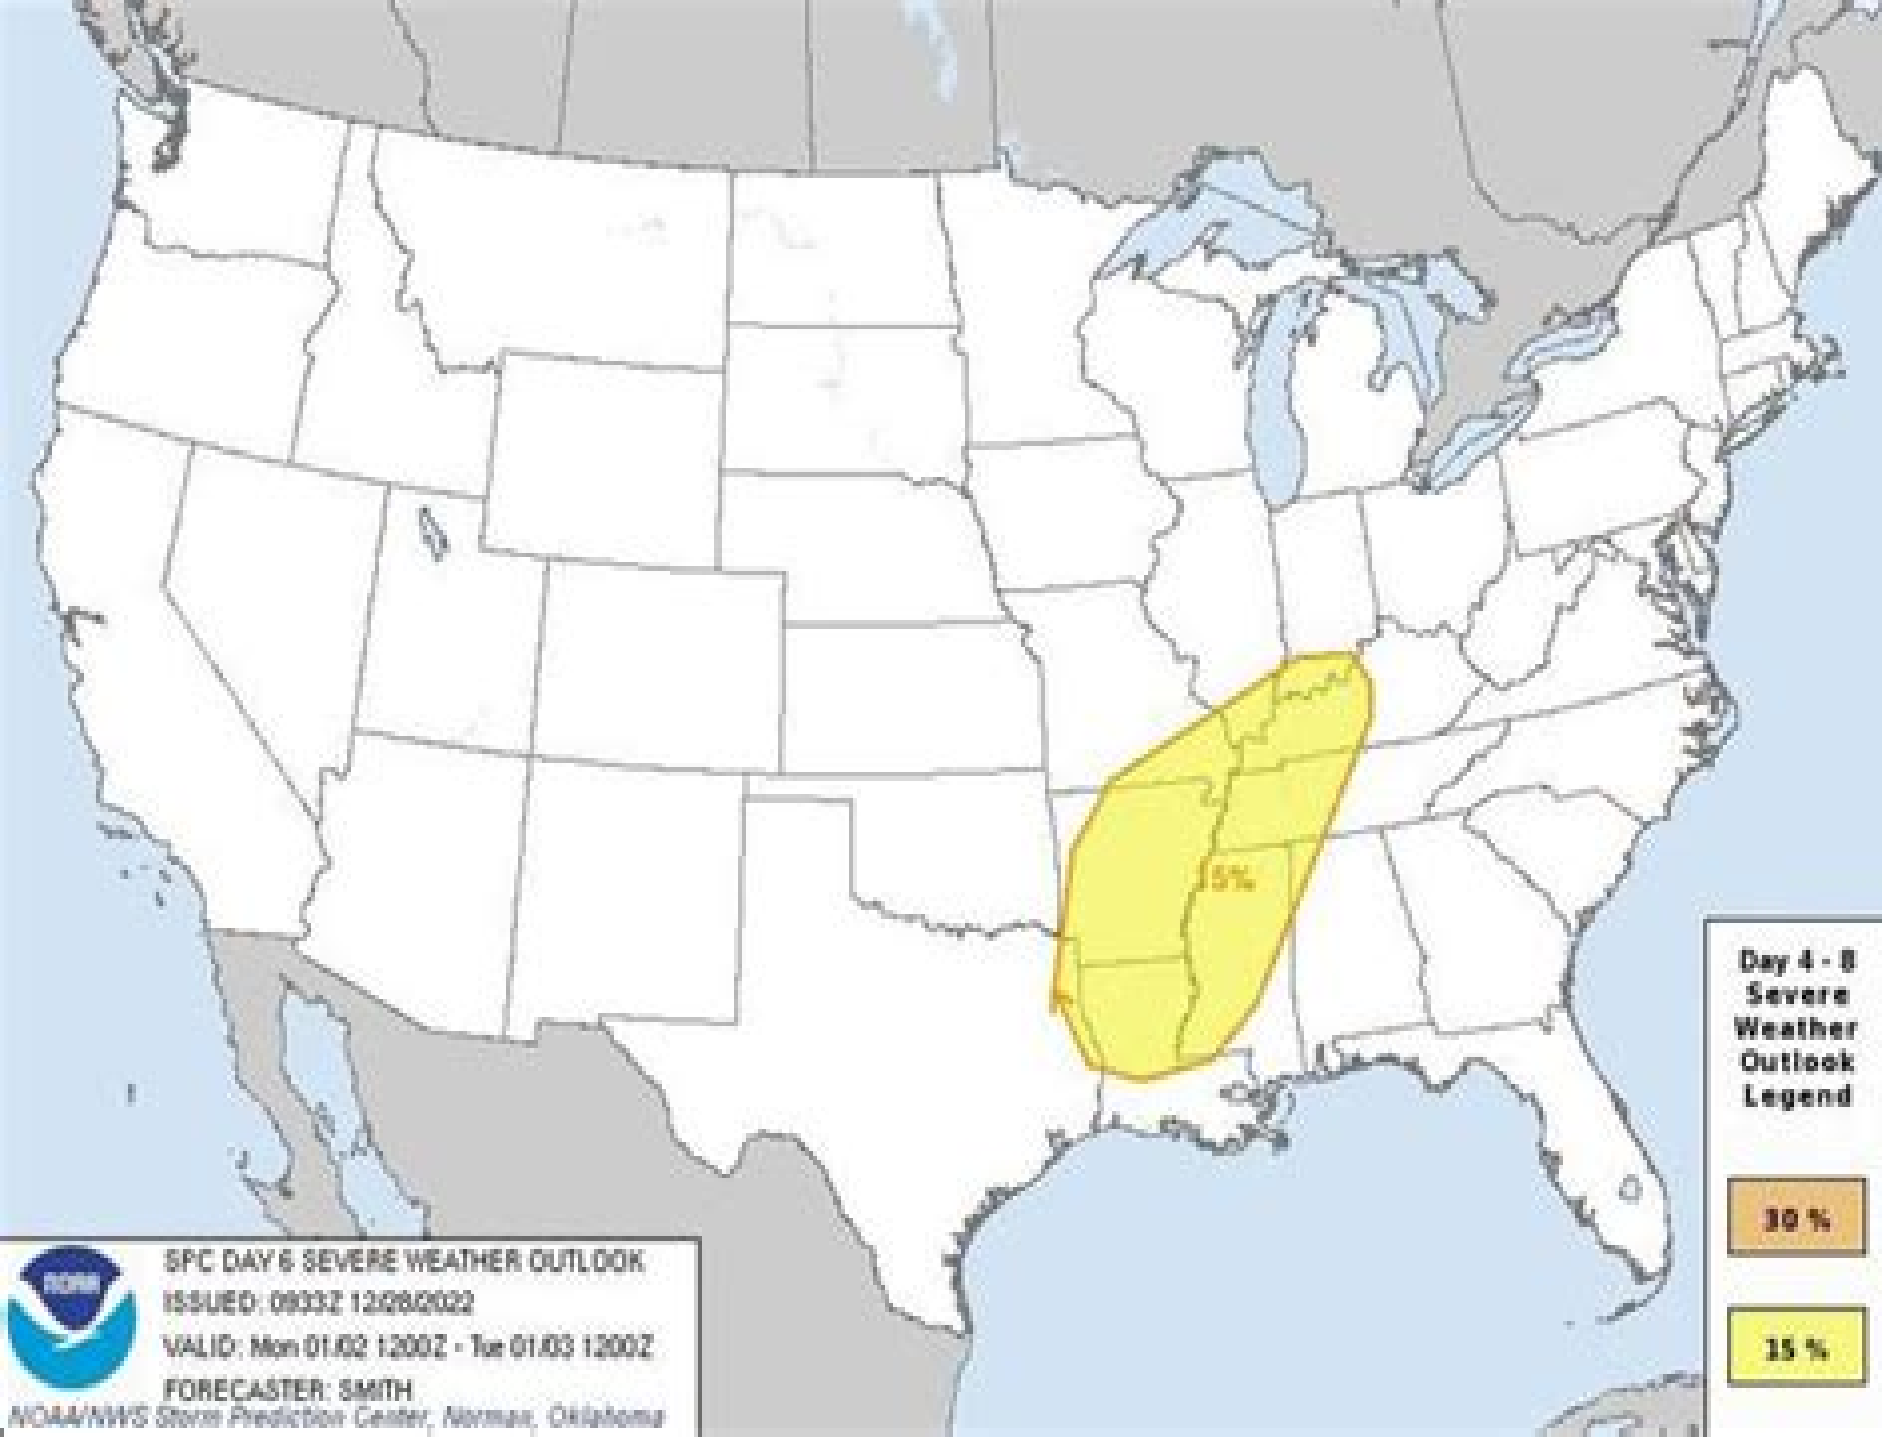 15%
Day 4 - 8
Severe
Weather
Outlook
Legend
30 %
15 %
NOAA
SPC DAY 6 SEVERE WEATHER OUTLOOK
ISSUED: 0933Z 12/28/2022
VALID: Mon 01/02 1200Z - Tue 01/03 1200Z
FORECASTER: SMITH
NOAA/NWS Storm Prediction Center, Norman, Oklahoma